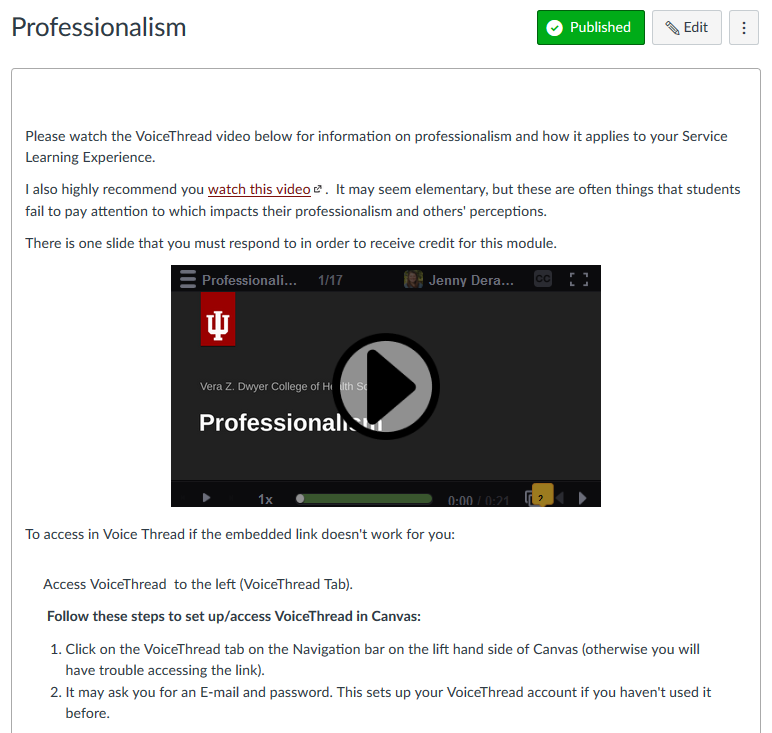 Professionalism
Published
Edit
Please watch the VoiceThread video below for information on professionalism and how it applies to your Service
Learning Experience.
I also highly recommend you watch this video. It may seem elementary, but these are often things that students
fail to pay attention to which impacts their professionalism and others' perceptions.
There is one slide that you must respond to in order to receive credit for this module.
Professionali... 1/17 Jenny Dera... CC
Vera Z. Dwyer College of
Professionalism
1x 0:00 / 0:21 2
To access in Voice Thread if the embedded link doesn't work for you:
Access VoiceThread to the left (VoiceThread Tab).
Follow these steps to set up/access VoiceThread in Canvas:
1. Click on the VoiceThread tab on the Navigation bar on the lift hand side of Canvas (otherwise you will
have trouble accessing the link).
2. It may ask you for an E-mail and password. This sets up your VoiceThread account if you haven't used it
before.